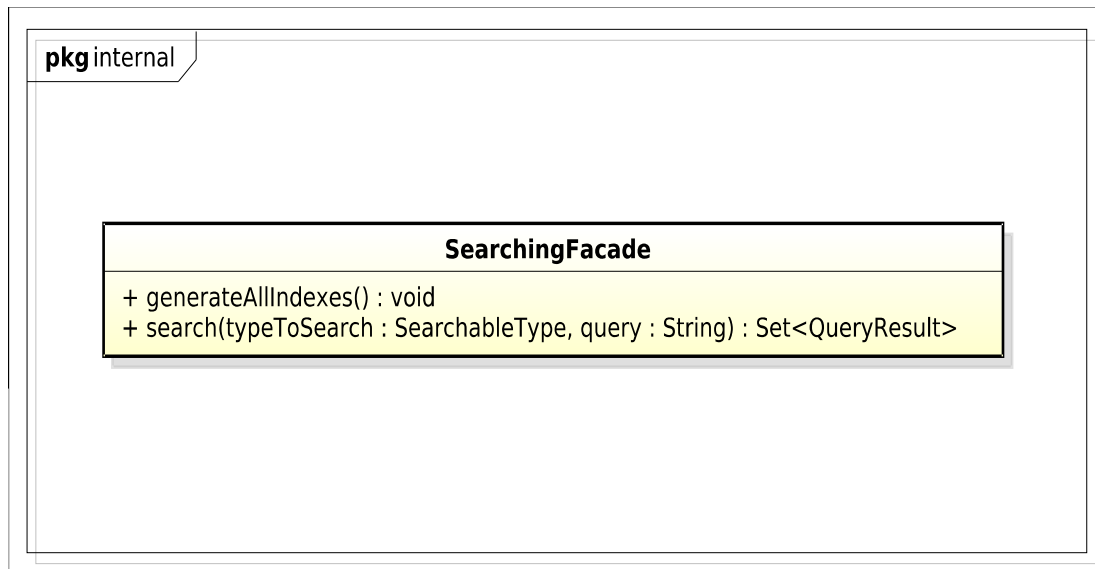 pkg internal
SearchingFacade
+ generateAllIndexes() : void
+ search(typeToSearch : SearchableType, query : String) : Set<QueryResult>